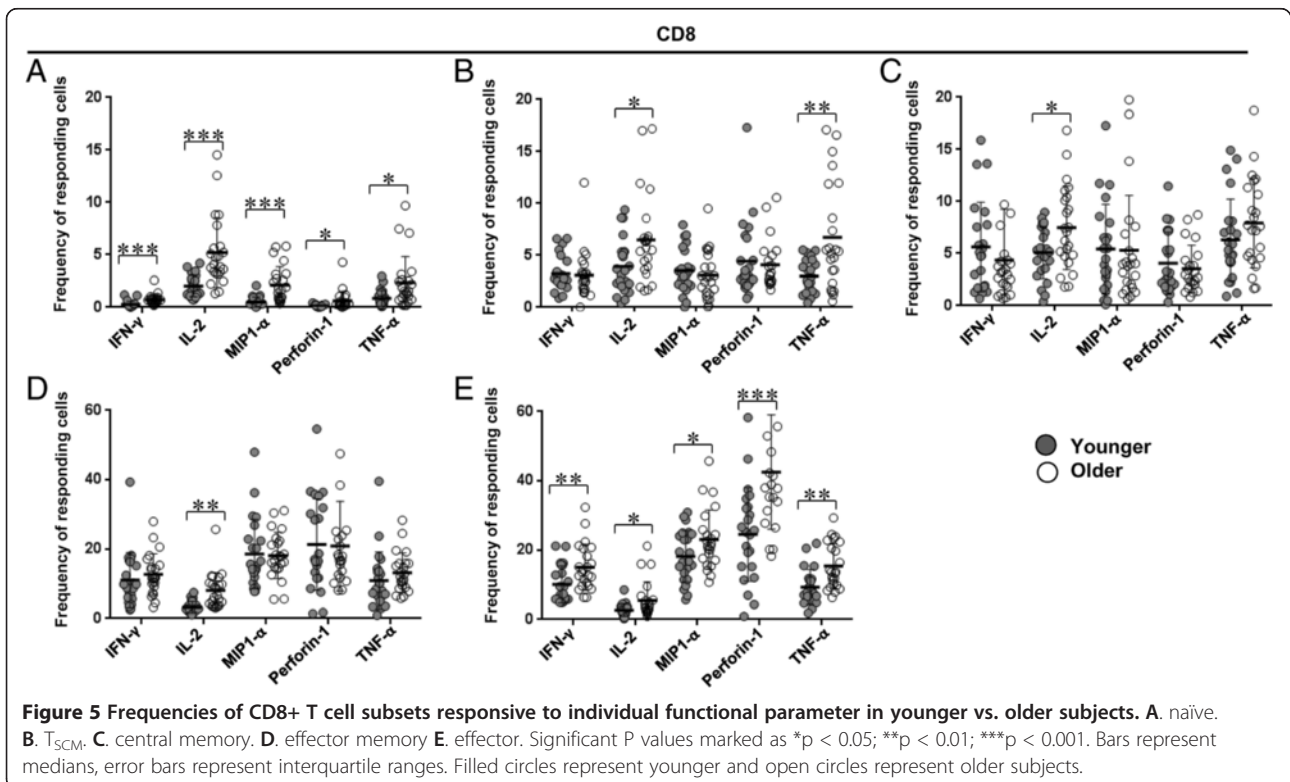 CD8
A
B
C
Frequency of responding cells
20
15
10
5
0
***
***
***
*
*
IFN-γ
IL-2
MIP1-α
Perforin-1
TNF-α
Frequency of responding cells
20
15
10
5
0
*
**
IFN-γ
IL-2
MIP1-α
Perforin-1
TNF-α
Frequency of responding cells
20
15
10
5
0
*
IFN-γ
IL-2
MIP1-α
Perforin-1
TNF-α
D
E
Frequency of responding cells
60
40
20
0
**
IFN-γ
IL-2
MIP1-α
Perforin-1
TNF-α
Frequency of responding cells
60
40
20
0
**
*
*
***
**
IFN-γ
IL-2
MIP1-α
Perforin-1
TNF-α
Younger
Older
Figure 5 Frequencies of CD8+ T cell subsets responsive to individual functional parameter in younger vs. older subjects. A. naïve.
B. TSCM. C. central memory. D. effector memory E. effector. Significant P values marked as *p < 0.05; **p < 0.01; ***p < 0.001. Bars represent
medians, error bars represent interquartile ranges. Filled circles represent younger and open circles represent older subjects.